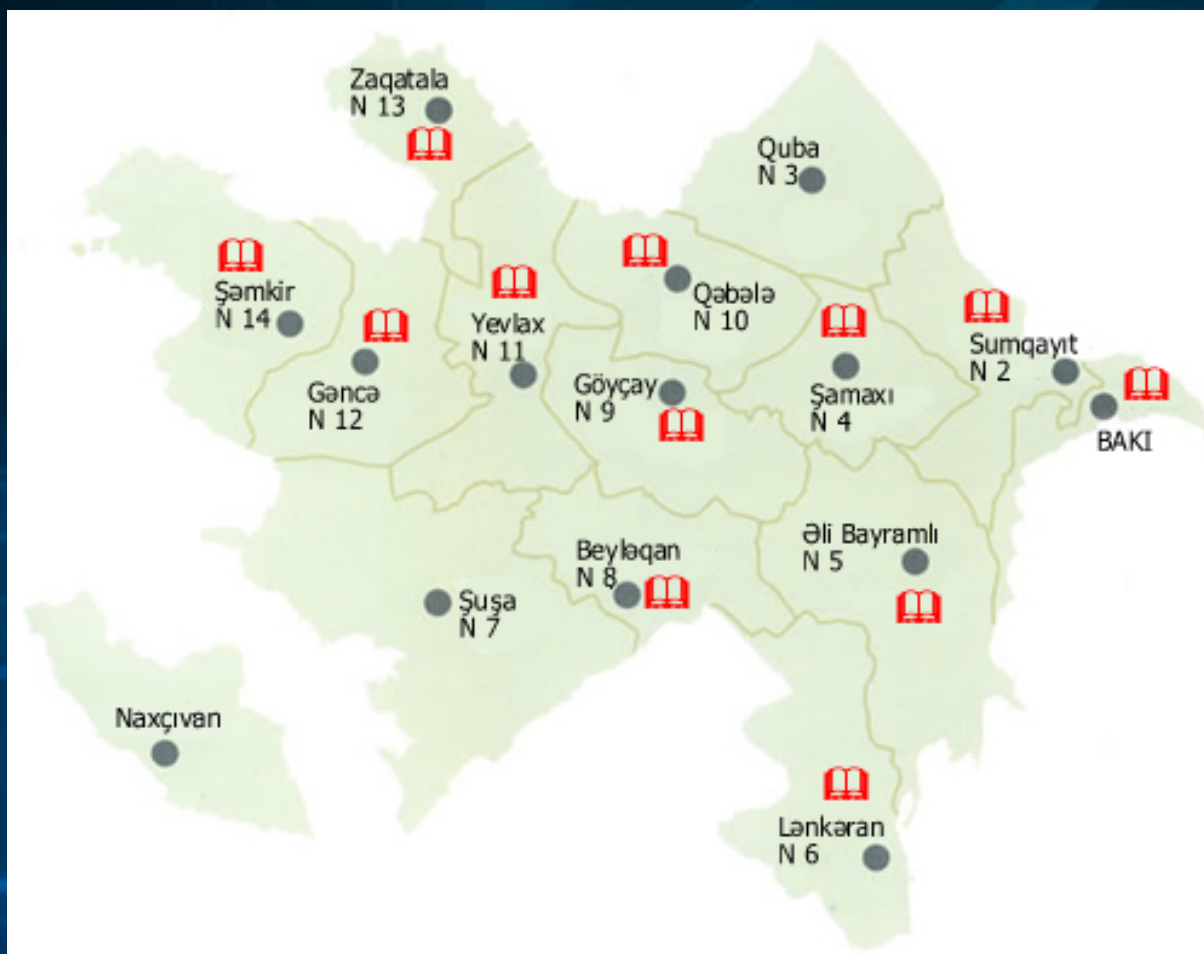 Zaqatala
N 13
Quba
N 3
Şəmkir
N 14
Qəbələ
N 10
Yevlax
N 11
Sumqayıt
N 2
Gəncə
N 12
Göyçay
N 9
Şamaxı
N 4
BAKI
Əli Bayramlı
N 5
Beyləqan
N 8
Şuşa
N 7
Naxçıvan
Lənkəran
N 6